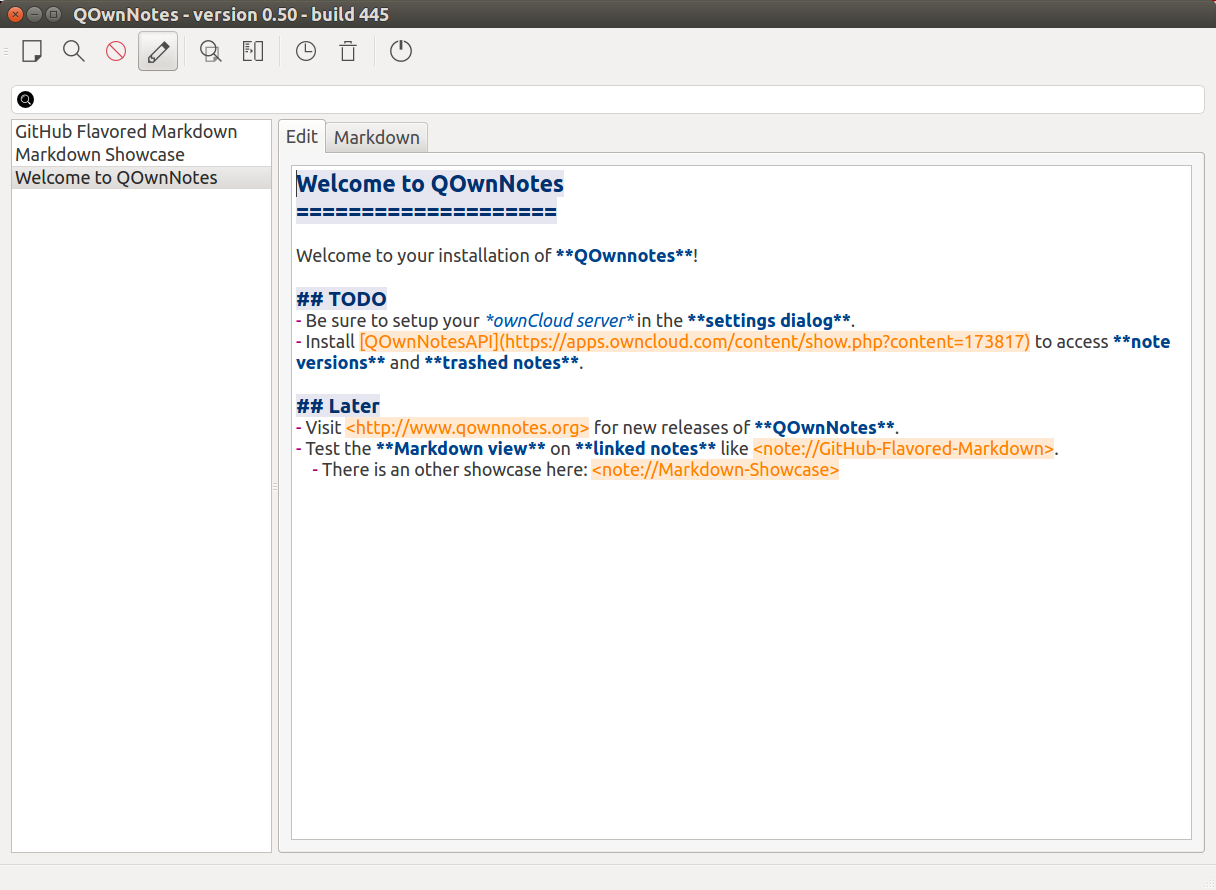 QOwnNotes - version 0.50 - build 445
GitHub Flavored Markdown
Markdown Showcase
Welcome to QOwnNotes
Edit
Markdown
Welcome to QOwnNotes
====================
Welcome to your installation of **QOwnnotes**!
## TODO
- Be sure to setup your *ownCloud server* in the **settings dialog**.
- Install [QOwnNotesAPI](https://apps.owncloud.com/content/show.php?content=173817) to access **note
versions** and **trashed notes**.
## Later
- Visit <http://www.qownnotes.org> for new releases of **QOwnNotes**.
- Test the **Markdown view** on **linked notes** like <note://GitHub-Flavored-Markdown>.
- There is an other showcase here: <note://Markdown-Showcase>